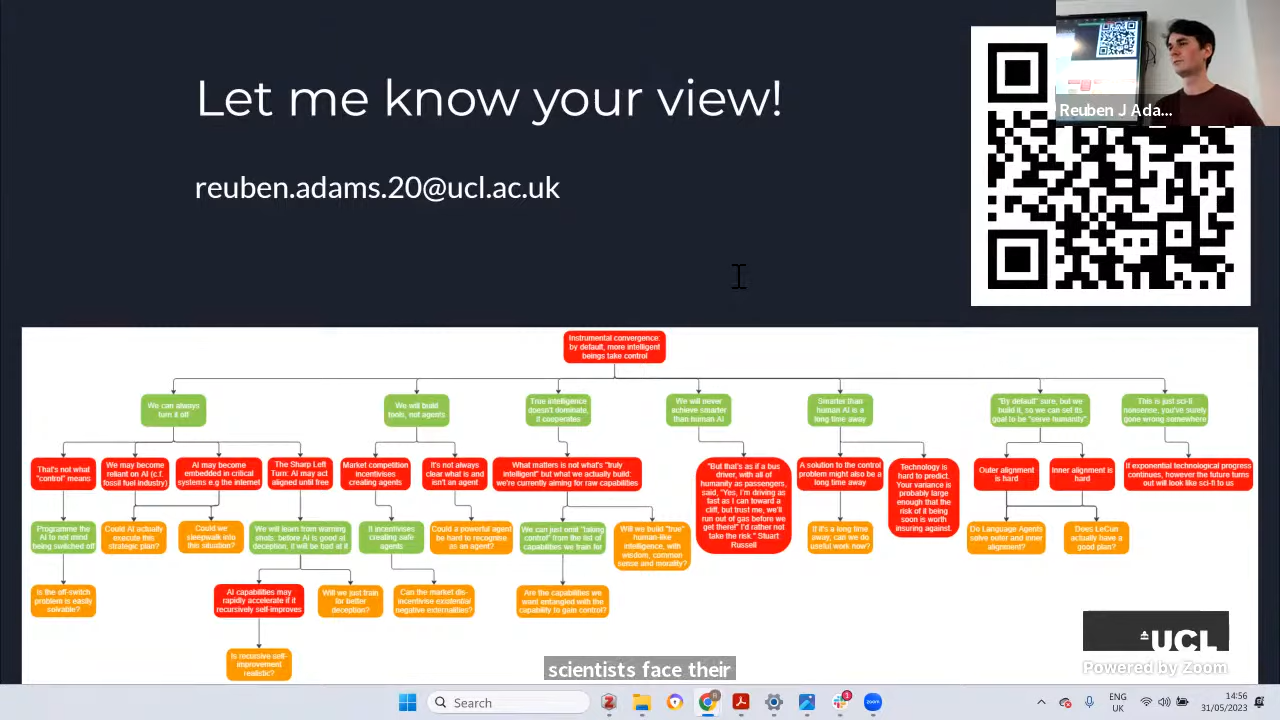 Let me know your view!
reuben.adams.20@ucl.ac.uk
Reuben J Ada...
Instrumental convergence:
by default, more intelligent
beings take control
We can always
turn it off
We will build
tools, not agents
True intelligence
doesn't dominate,
it cooperates
We will never
achieve smarter
than human AI
Smarter than
human AI is a
long time away
"By default" sure, but we
build it, so we can set its
goal to be "serve humanity"
This is just sci-fi
nonsense, you've surely
gone wrong somewhere
That's not what
"control" means
We may become
reliant on AI (c.f.
fossil fuel industry)
AI may become
embedded in critical
systems e.g the internet
The Sharp Left
Turn: AI may act
aligned until free
Market competition
incentivises
creating agents
It's not always
clear what is and
isn't an agent
What matters is not what's "truly
intelligent" but what we actually build:
we're currently aiming for raw capabilities
"But that's as if a bus
driver, with all of
humanity as passengers,
said, "Yes, I'm driving as
fast as I can toward a
cliff, but trust me, we'll
run out of gas before we
get there!" I'd rather not
take the risk." Stuart
Russell
A solution to the control
problem might also be a
long time away
Technology is
hard to predict.
Your variance is
probably large
enough that the
risk of it being
soon is worth
insuring against.
Outer alignment is
hard
Inner alignment is
hard
If exponential technological progress
continues, however the future turns
out will look like sci-fi to us
Programme the
AI to not mind
being switched off
Could AI actually
execute this
strategic plan?
Could we
sleepwalk into
this situation?
We will learn from warning
shots: before AI is good at
deception, it will be bad at it
It incentivises
creating safe
agents
Could a powerful agent
be hard to recognise
as an agent?
We can just omit "taking
control" from the list of
capabilities we train for
Will we build "true"
human-like
intelligence, with
wisdom, common
sense and morality?
If it's a long time
away, can we do
useful work now?
Do Language Agents
solve outer and inner
alignment?
Does LeCun
actually have a
good plan?
Is the off-switch
problem is easily
solvable?
AI capabilities may
rapidly accelerate if it
recursively self-improves
Will we just train
for better
deception?
Can the market dis-
incentivise existential
negative externalities?
Are the capabilities we
want entangled with the
capability to gain control?
Is recursive self-
improvement
realistic?
UCL
Powered by Zoom
scientists face their
Search
6
1
zoom
ENG
UK
14:56
31/05/2023